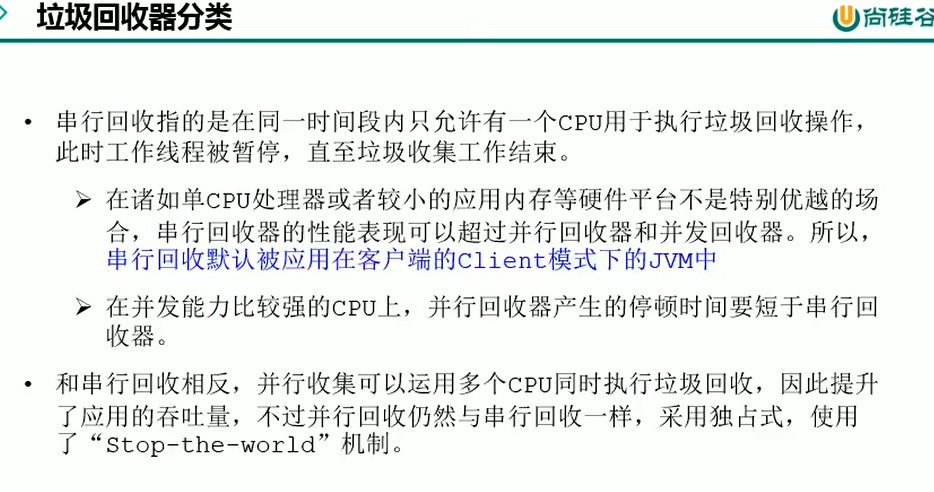 垃圾回收器分类
尚硅谷
• 串行回收指的是在同一时间段内只允许有一个CPU用于执行垃圾回收操作，
此时工作线程被暂停，直至垃圾收集工作结束。
➢ 在诸如单CPU处理器或者较小的应用内存等硬件平台不是特别优越的场
合，串行回收器的性能表现可以超过并行回收器和并发回收器。所以，
串行回收默认被应用在客户端的Client模式下的JVM中
➢ 在并发能力比较强的CPU上，并行回收器产生的停顿时间要短于串行回
收器。
• 和串行回收相反，并行收集可以运用多个CPU同时执行垃圾回收，因此提升
了应用的吞吐量，不过并行回收仍然与串行回收一样，采用独占式，使用
了“Stop-the-world”机制。